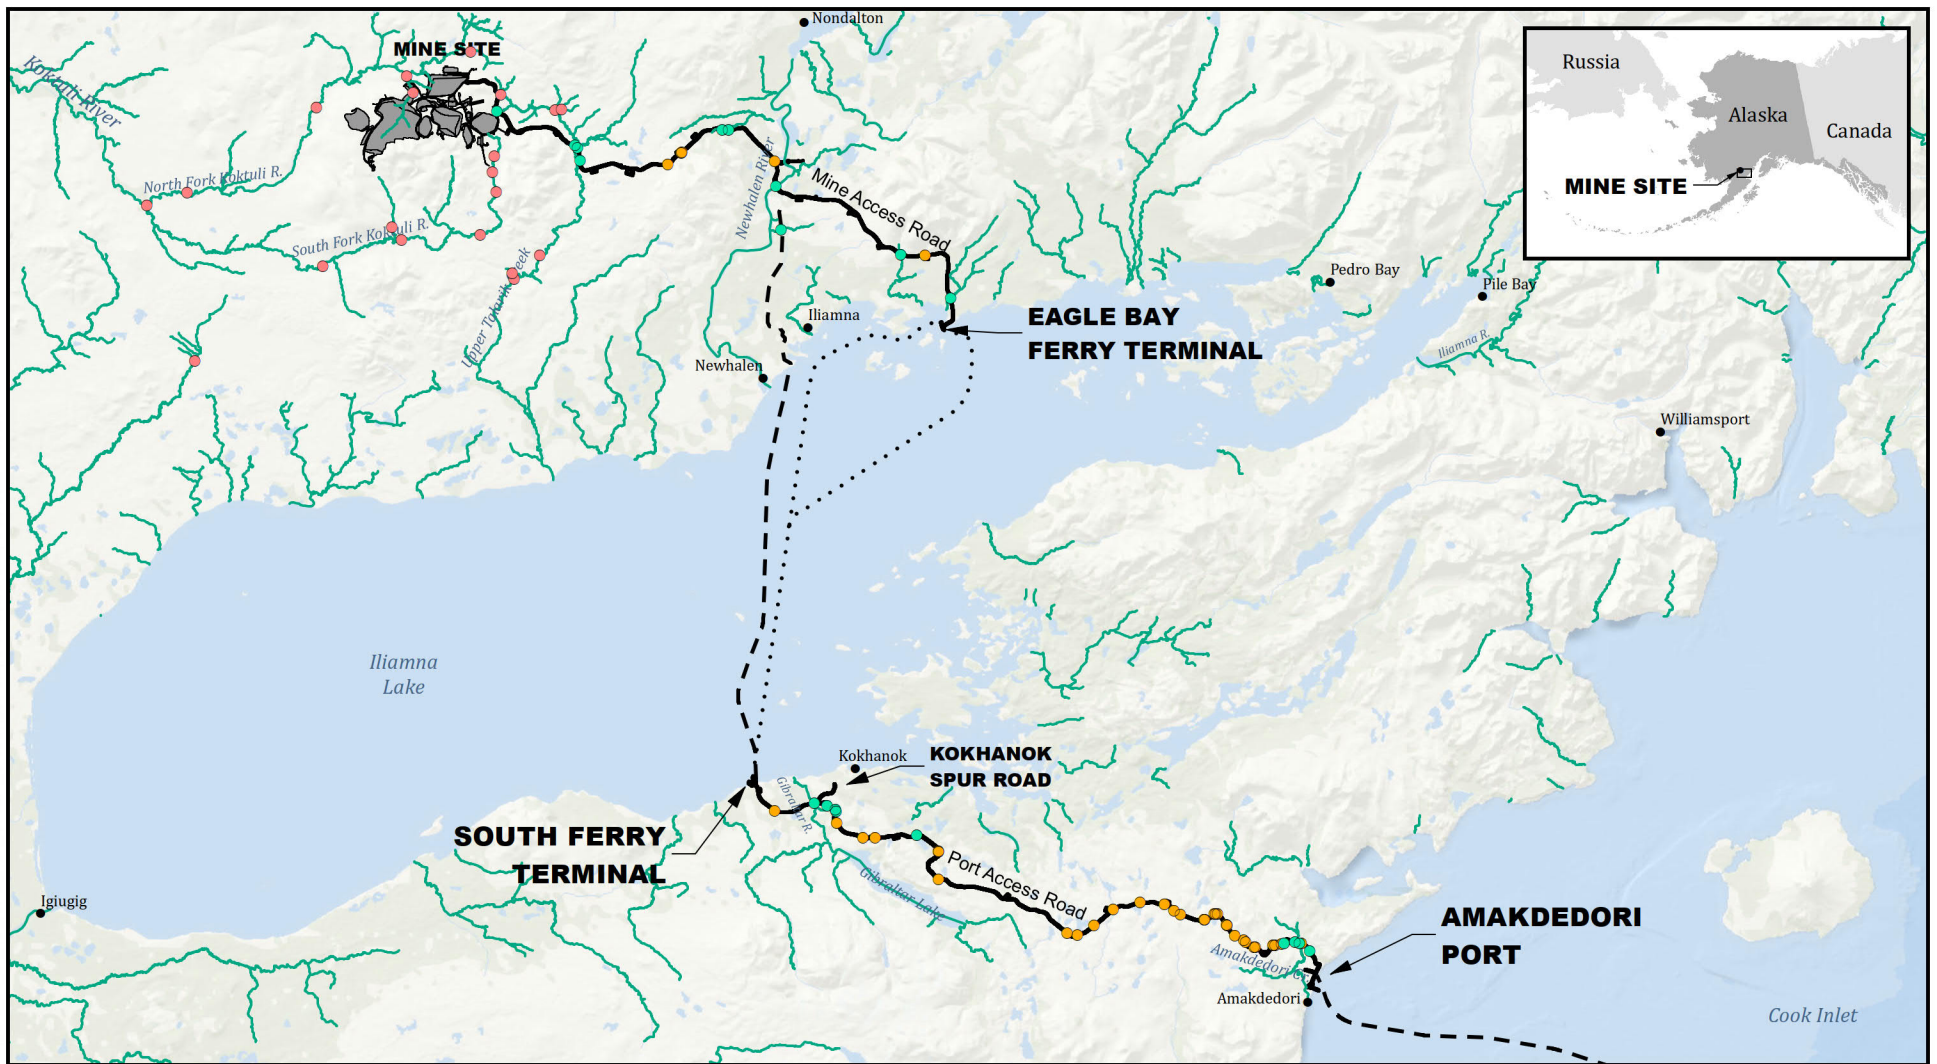 Nondalton
MINE SITE
Koktuli River
North Fork Koktuli R.
South Fork Koktuli R.
Upper Talarik Creek
Newhalen River
Mine Access Road
Russia
Alaska
Canada
MINE SITE
Pedro Bay
Pile Bay
Iliamna R.
Iliamna
EAGLE BAY
FERRY TERMINAL
Newhalen
Williamsport
Iliamna
Lake
Kokhanok
KOKHANOK
SPUR ROAD
Gibraltar R.
SOUTH FERRY
TERMINAL
Port Access Road
Gibraltar Lake
Igiugig
AMAKDEDORI
PORT
Amakdedori Cr.
Amakdedori
Cook Inlet